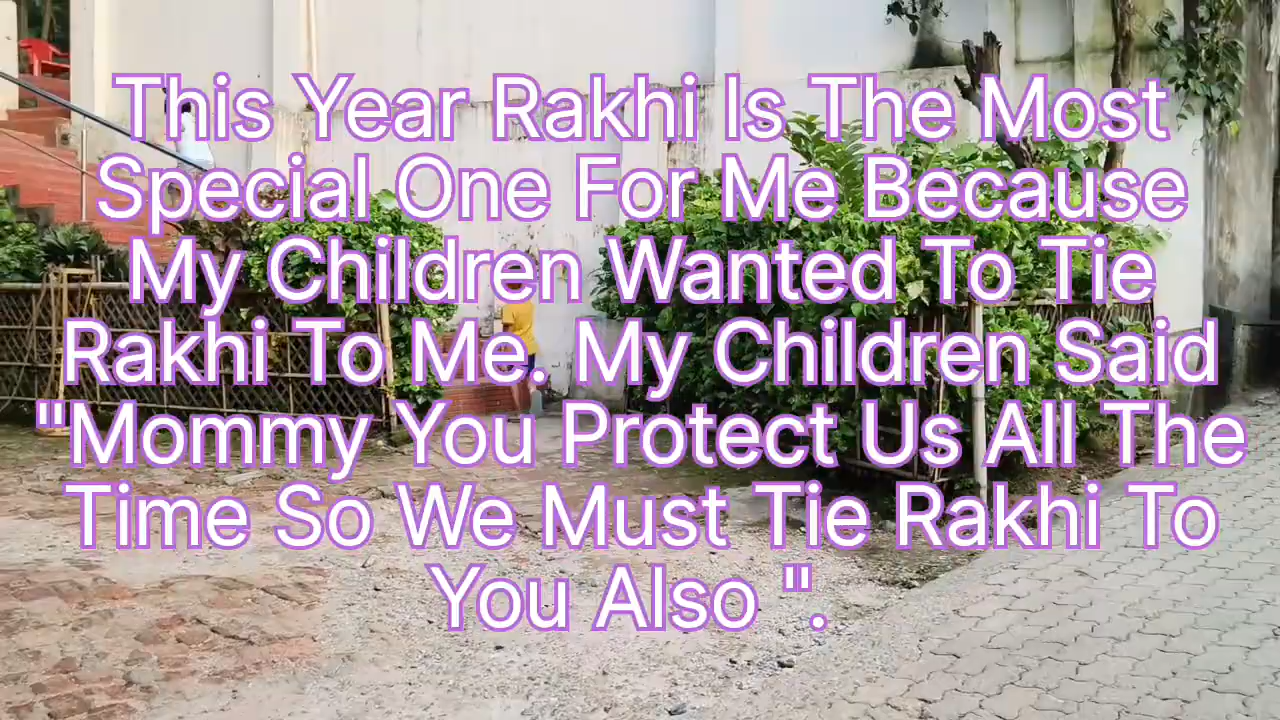 This Year Rakhi Is The Most
Special One For Me Because
My Children Wanted To Tie
Rakhi To Me. My Children Said
"Mommy You Protect Us All The
Time So We Must Tie Rakhi To
You Also ".